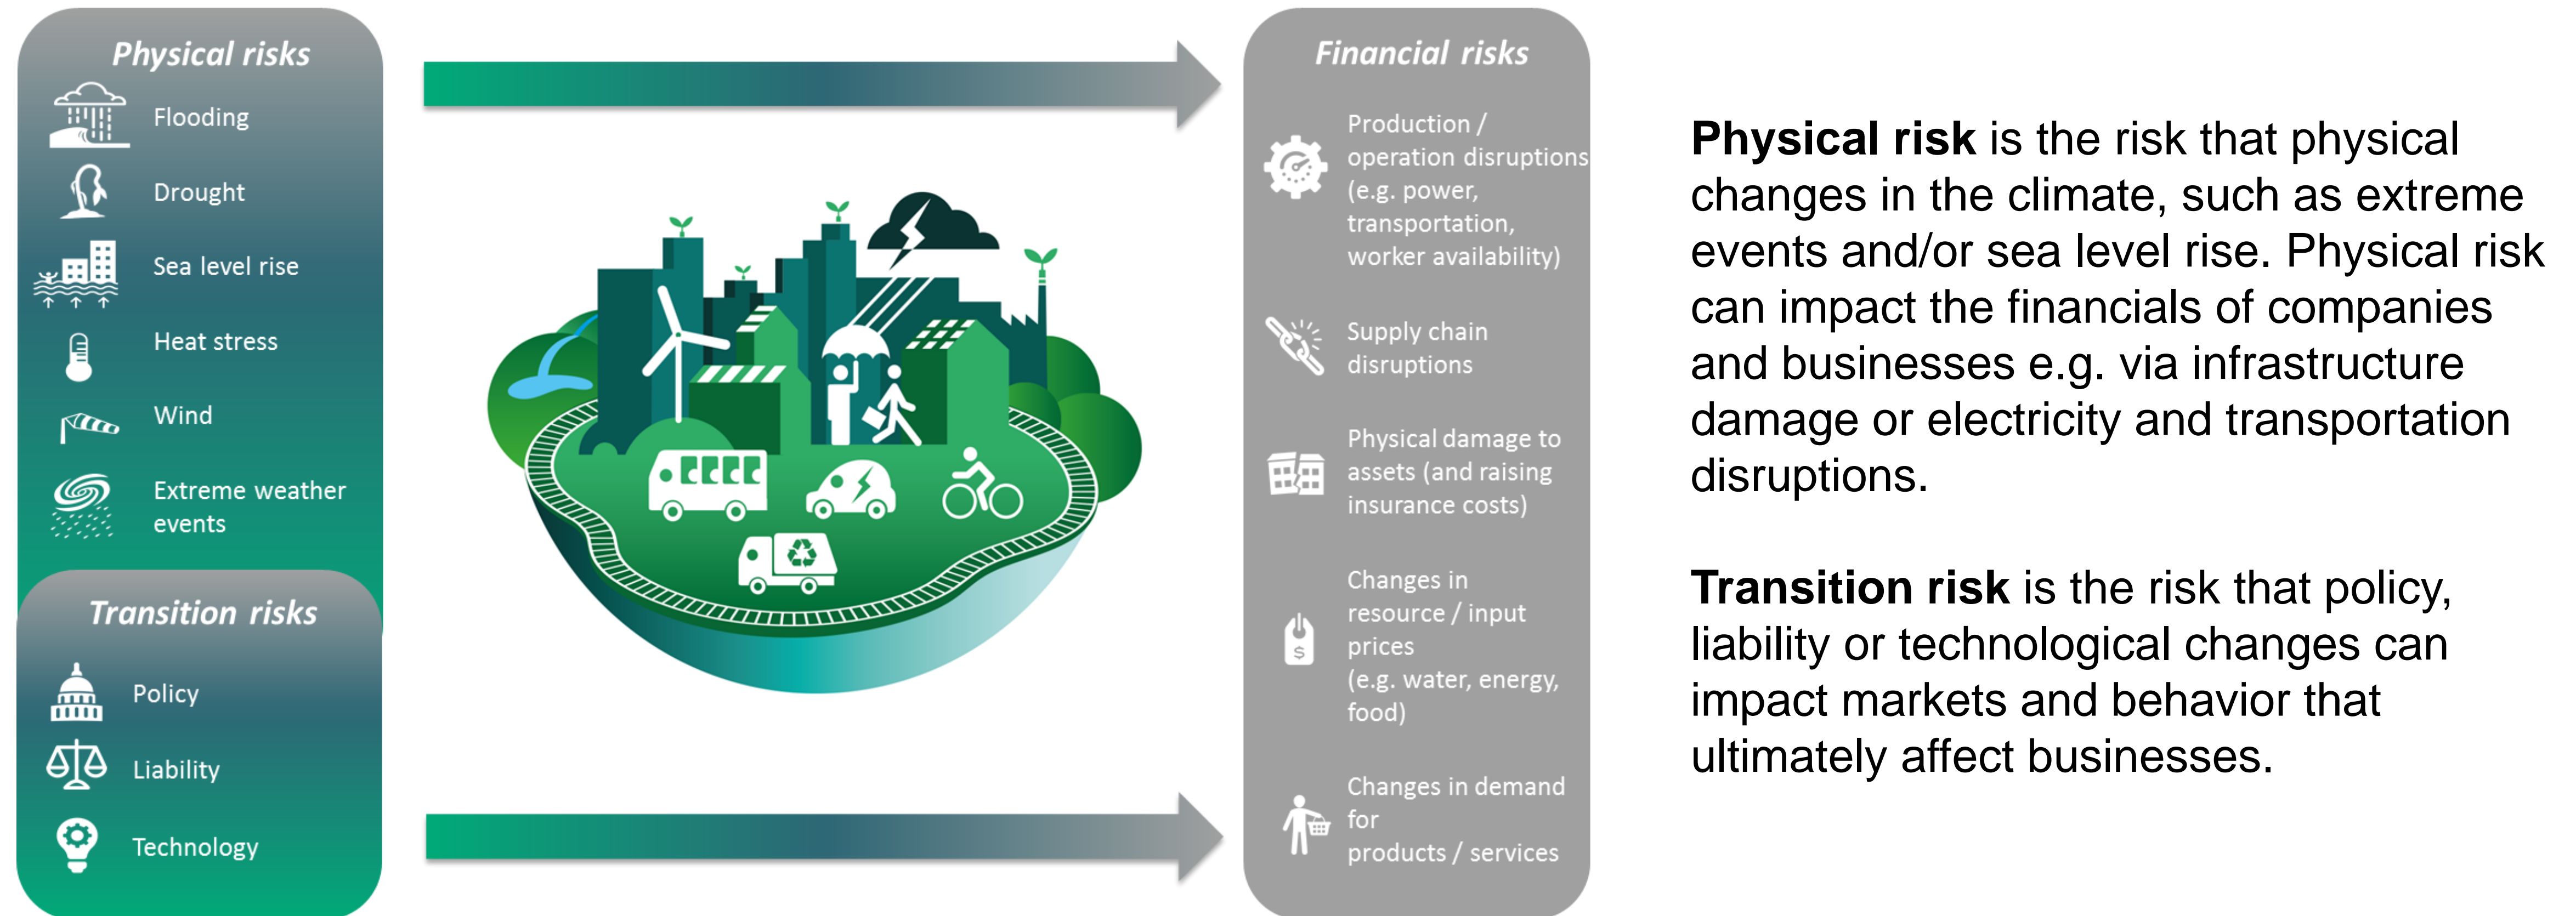 Physical risks
Flooding
Drought
Sea level rise
Heat stress
Wind
Extreme weather
events
Transition risks
Policy
Liability
Technology
Financial risks
Production /
operation disruptions
(e.g. power,
transportation,
worker availability)
Supply chain
disruptions
Physical damage to
assets (and raising
insurance costs)
Changes in
resource / input
prices
(e.g. water, energy,
food)
$
Changes in demand
for
products / services
Physical risk is the risk that physical
changes in the climate, such as extreme
events and/or sea level rise. Physical risk
can impact the financials of companies
and businesses e.g. via infrastructure
damage or electricity and transportation
disruptions.
Transition risk is the risk that policy,
liability or technological changes can
impact markets and behavior that
ultimately affect businesses.